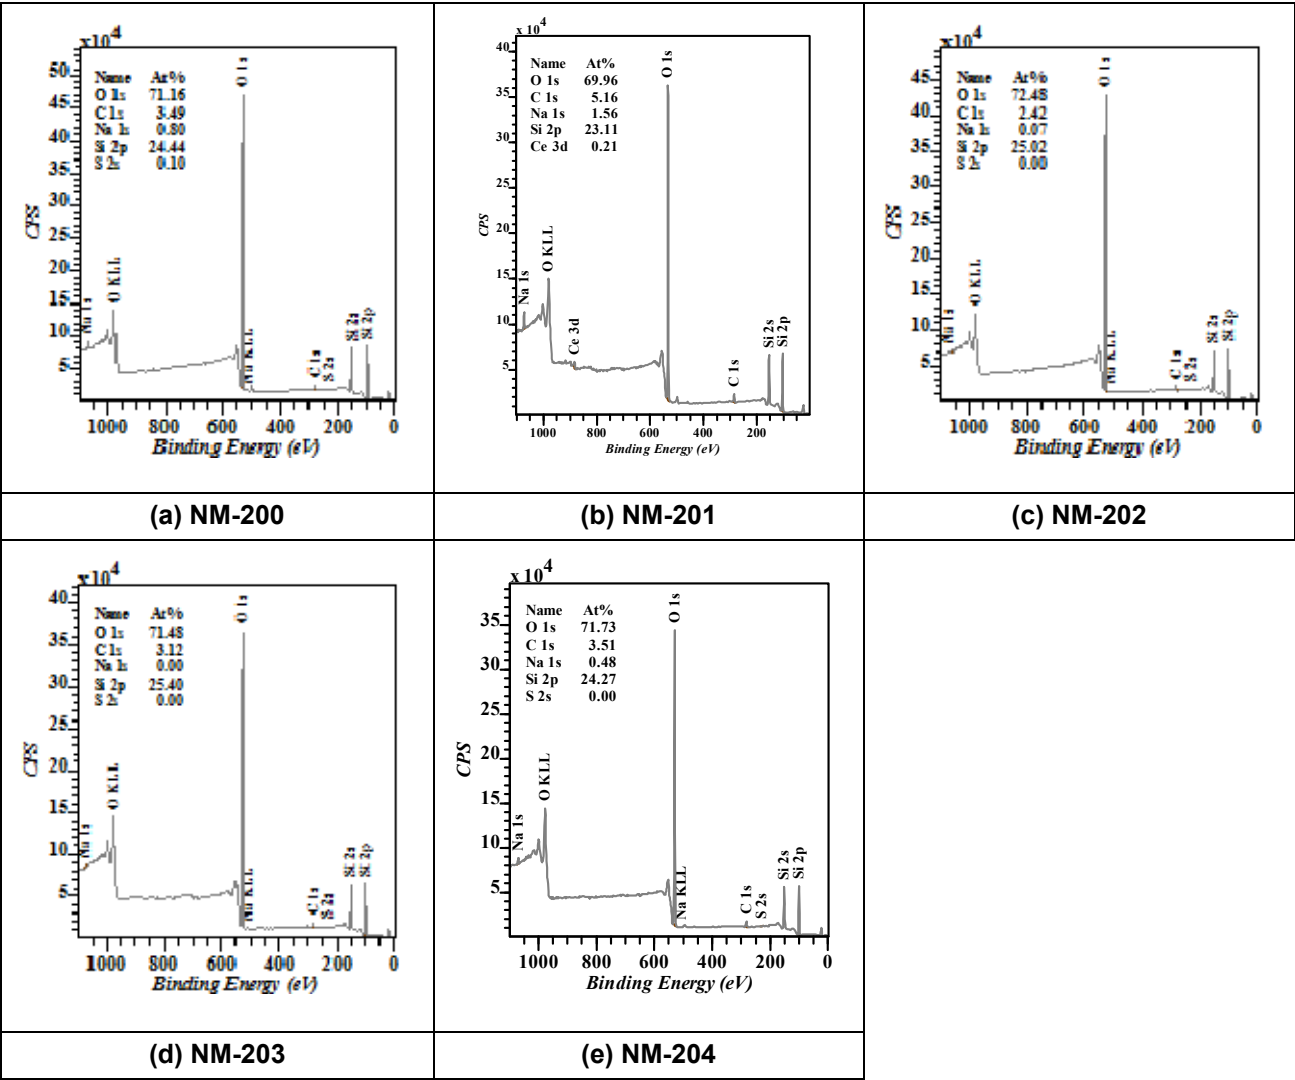 x10^4
CPS
50
45
40
35
30
25
20
15
10
5
Name At%
O 1s 71.16
C 1s 3.49
Na 1s 0.80
Si 2p 24.44
S 2s 0.10
Na 1s
O KLL
O 1s
Na KLL
C 1s
S 2s
Si 2s
Si 2p
1000 800 600 400 200 0
Binding Energy (eV)
(a) NM-200
x 10^4
CPS
40
35
30
25
20
15
10
5
Name At%
O 1s 69.96
C 1s 5.16
Na 1s 1.56
Si 2p 23.11
Ce 3d 0.21
Na 1s
O KLL
Ce 3d
O 1s
C 1s
Si 2s
Si 2p
1000 800 600 400 200
Binding Energy (eV)
(b) NM-201
x10^4
CPS
45
40
35
30
25
20
15
10
5
Name At%
O 1s 72.48
C 1s 2.42
Na 1s 0.07
Si 2p 25.02
S 2s 0.00
Na 1s
O KLL
O 1s
Na KLL
C 1s
S 2s
Si 2s
Si 2p
1000 800 600 400 200 0
Binding Energy (eV)
(c) NM-202
x10^4
CPS
40
35
30
25
20
15
10
5
Name At%
O 1s 71.48
C 1s 3.12
Na 1s 0.00
Si 2p 25.40
S 2s 0.00
Na 1s
O KLL
O 1s
Na KLL
C 1s
S 2s
Si 2s
Si 2p
1000 800 600 400 200 0
Binding Energy (eV)
(d) NM-203
x 10^4
CPS
35
30
25
20
15
10
5
Name At%
O 1s 71.73
C 1s 3.51
Na 1s 0.48
Si 2p 24.27
S 2s 0.00
Na 1s
O KLL
O 1s
Na KLL
C 1s
S 2s
Si 2s
Si 2p
1000 800 600 400 200 0
Binding Energy (eV)
(e) NM-204